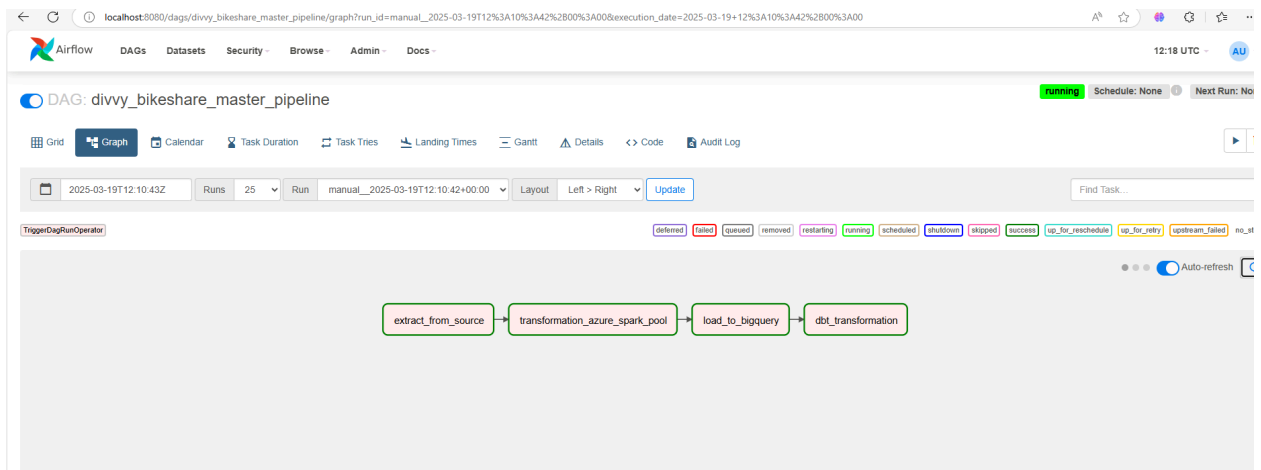 localhost:8080/dags/divvy_bikeshare_master_pipeline/graph?run_id=manual__2025-03-19T12%3A10%3A42%2B00%3A00&execution_date=2025-03-19+12%3A10%3A42%2B00%3A00
Airflow DAGs Datasets Security Browse Admin Docs 12:18 UTC AU
DAG: divvy_bikeshare_master_pipeline running Schedule: None Next Run: No
Grid Graph Calendar Task Duration Task Tries Landing Times Gantt Details <> Code Audit Log
2025-03-19T12:10:43Z Runs 25 Run manual__2025-03-19T12:10:42+00:00 Layout Left > Right Update Find Task...
TriggerDagRunOperator deferred failed queued removed restarting running scheduled shutdown skipped success up_for_reschedule up_for_retry upstream_failed no_st
Auto-refresh
extract_from_source transformation_azure_spark_pool load_to_bigquery dbt_transformation